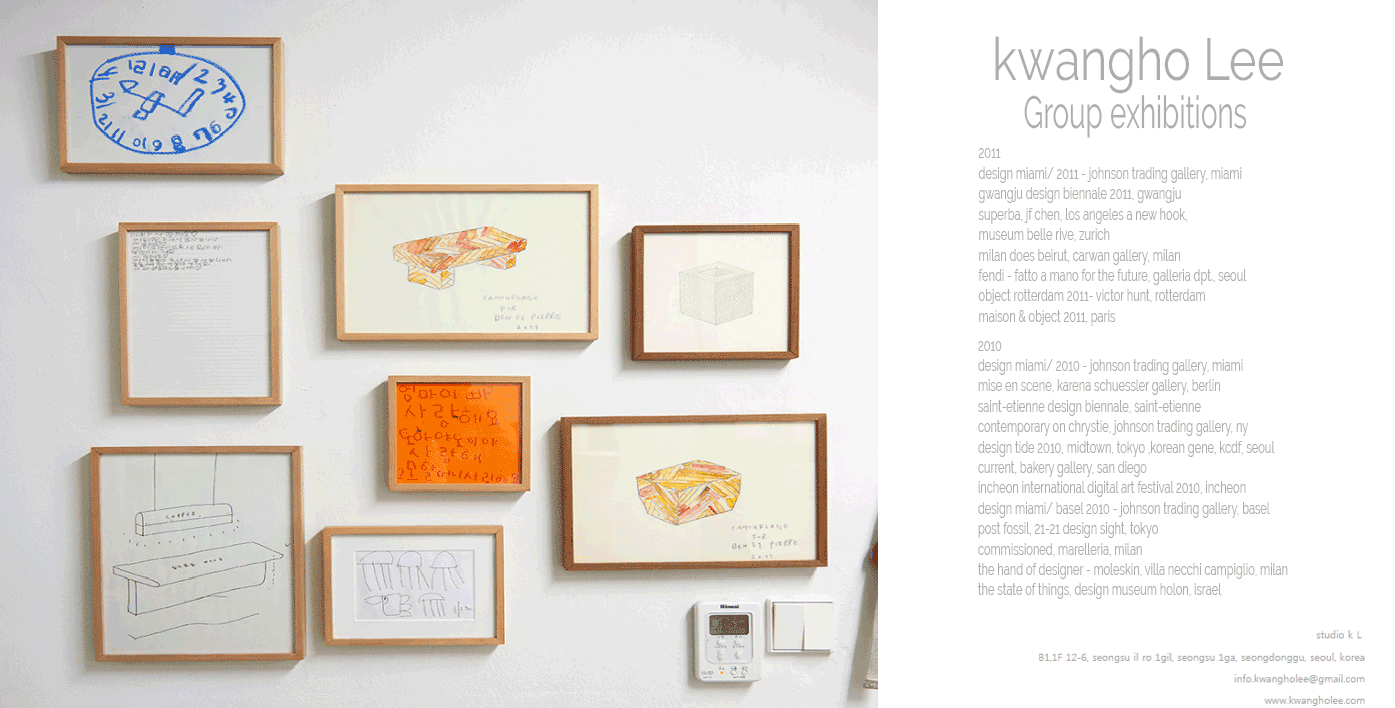 kwangho Lee
Group exhibitions
2011
design miami/ 2011 - johnson trading gallery, miami
gwangju design biennale 2011, gwangju
superba, jf chen, los angeles a new hook,
museum belle rive, zurich
milan does beirut, carwan gallery, milan
fendi - fatto a mano for the future, galleria dpt., seoul
object rotterdam 2011- victor hunt, rotterdam
maison & object 2011, paris
2010
design miami/ 2010 - johnson trading gallery, miami
mise en scene, karena schuessler gallery, berlin
saint-etienne design biennale, saint-etienne
contemporary on chrystie, johnson trading gallery, ny
design tide 2010, midtown, tokyo ,korean gene, kcdf, seoul
current, bakery gallery, san diego
incheon international digital art festival 2010, incheon
design miami/ basel 2010 - johnson trading gallery, basel
post fossil, 21-21 design sight, tokyo
commissioned, marelleria, milan
the hand of designer - moleskin, villa necchi campiglio, milan
the state of things, design museum holon, israel
studio k L
B1,1F 12-6, seongsu il ro 1gil, seongsu 1ga, seongdonggu, seoul, korea
info.kwangholee@gmail.com
www.kwangholee.com
CAMOUFLAGE
FOR
BEN ET PIERRE
2011
엄마아빠
사랑해요
사랑해
COPPER
CAMOUFLAGE
FOR
BEN ET PIERRE
2011
Rinnai